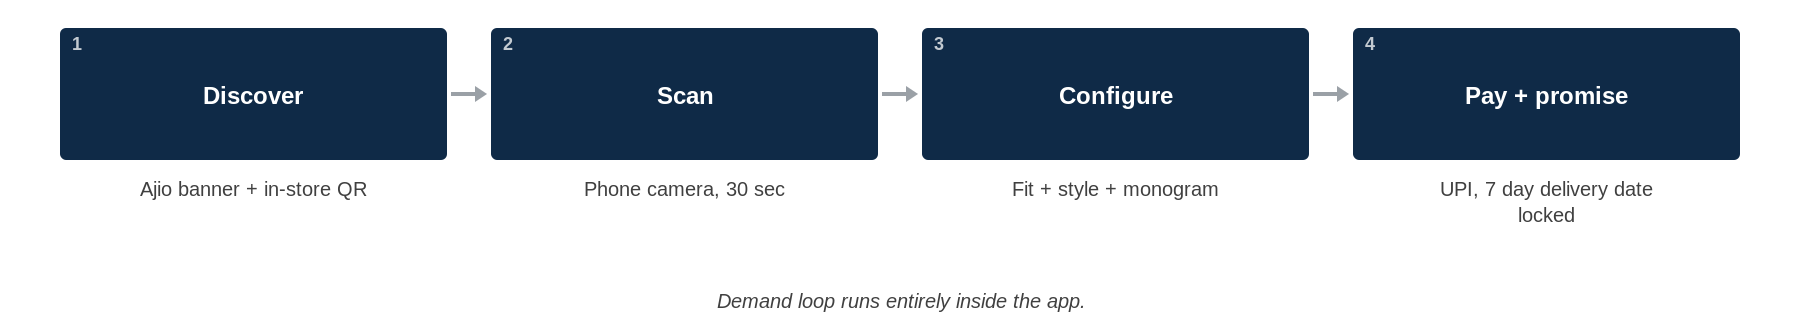 1
Discover
Ajio banner + in-store QR
2
Scan
Phone camera, 30 sec
3
Configure
Fit + style + monogram
4
Pay + promise
UPI, 7 day delivery date
locked
Demand loop runs entirely inside the app.